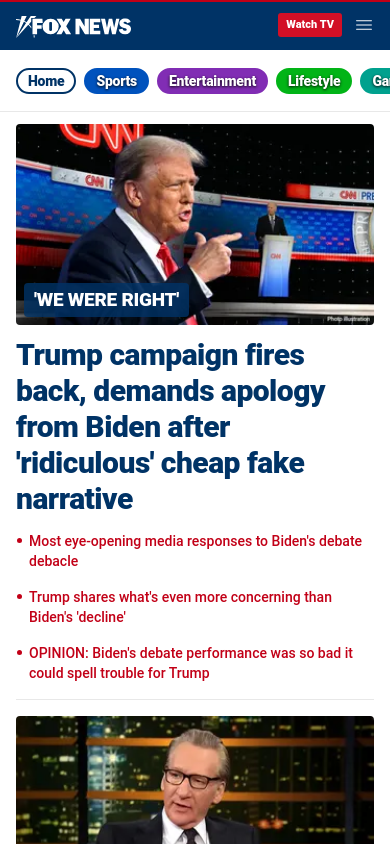 FOX NEWS
Watch TV
Home
Sports
Entertainment
Lifestyle
Ga
CNN
CNN
CNN
PRE
CNN
'WE WERE RIGHT'
Photo Illustration
Trump campaign fires
back, demands apology
from Biden after
'ridiculous' cheap fake
narrative
• Most eye-opening media responses to Biden's debate
debacle
• Trump shares what's even more concerning than
Biden's 'decline'
• OPINION: Biden's debate performance was so bad it
could spell trouble for Trump